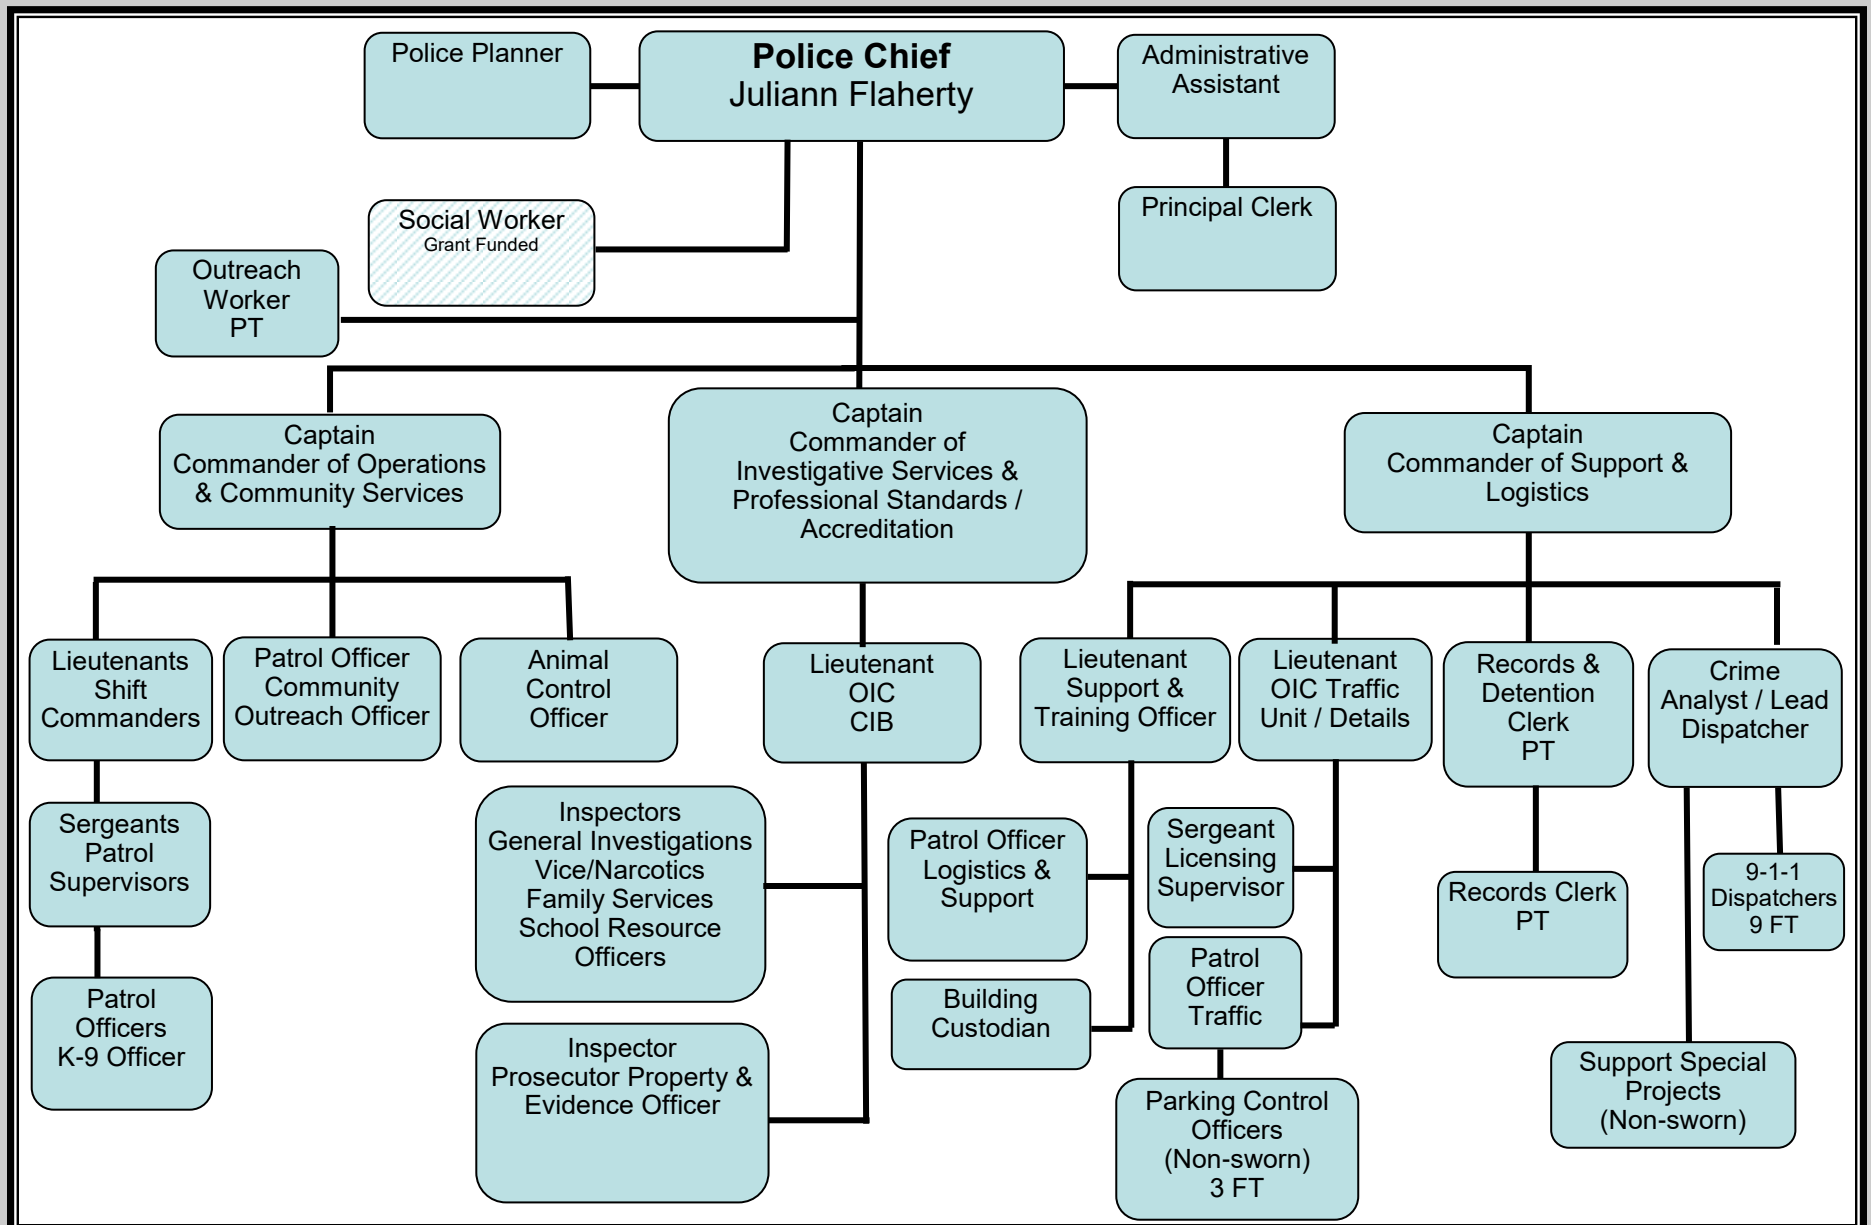 Police Planner
Police Chief
Juliann Flaherty
Administrative
Assistant
Social Worker
Grant Funded
Principal Clerk
Outreach
Worker
PT
Captain
Commander of Operations
& Community Services
Captain
Commander of
Investigative Services &
Professional Standards /
Accreditation
Captain
Commander of Support &
Logistics
Lieutenants
Shift
Commanders
Patrol Officer
Community
Outreach Officer
Animal
Control
Officer
Lieutenant
OIC
CIB
Lieutenant
Support &
Training Officer
Lieutenant
OIC Traffic
Unit / Details
Records &
Detention
Clerk
PT
Crime
Analyst / Lead
Dispatcher
Sergeants
Patrol
Supervisors
Inspectors
General Investigations
Vice/Narcotics
Family Services
School Resource
Officers
Patrol Officer
Logistics &
Support
Sergeant
Licensing
Supervisor
Records Clerk
PT
9-1-1
Dispatchers
9 FT
Patrol
Officers
K-9 Officer
Inspector
Prosecutor Property &
Evidence Officer
Building
Custodian
Patrol
Officer
Traffic
Parking Control
Officers
(Non-sworn)
3 FT
Support Special
Projects
(Non-sworn)